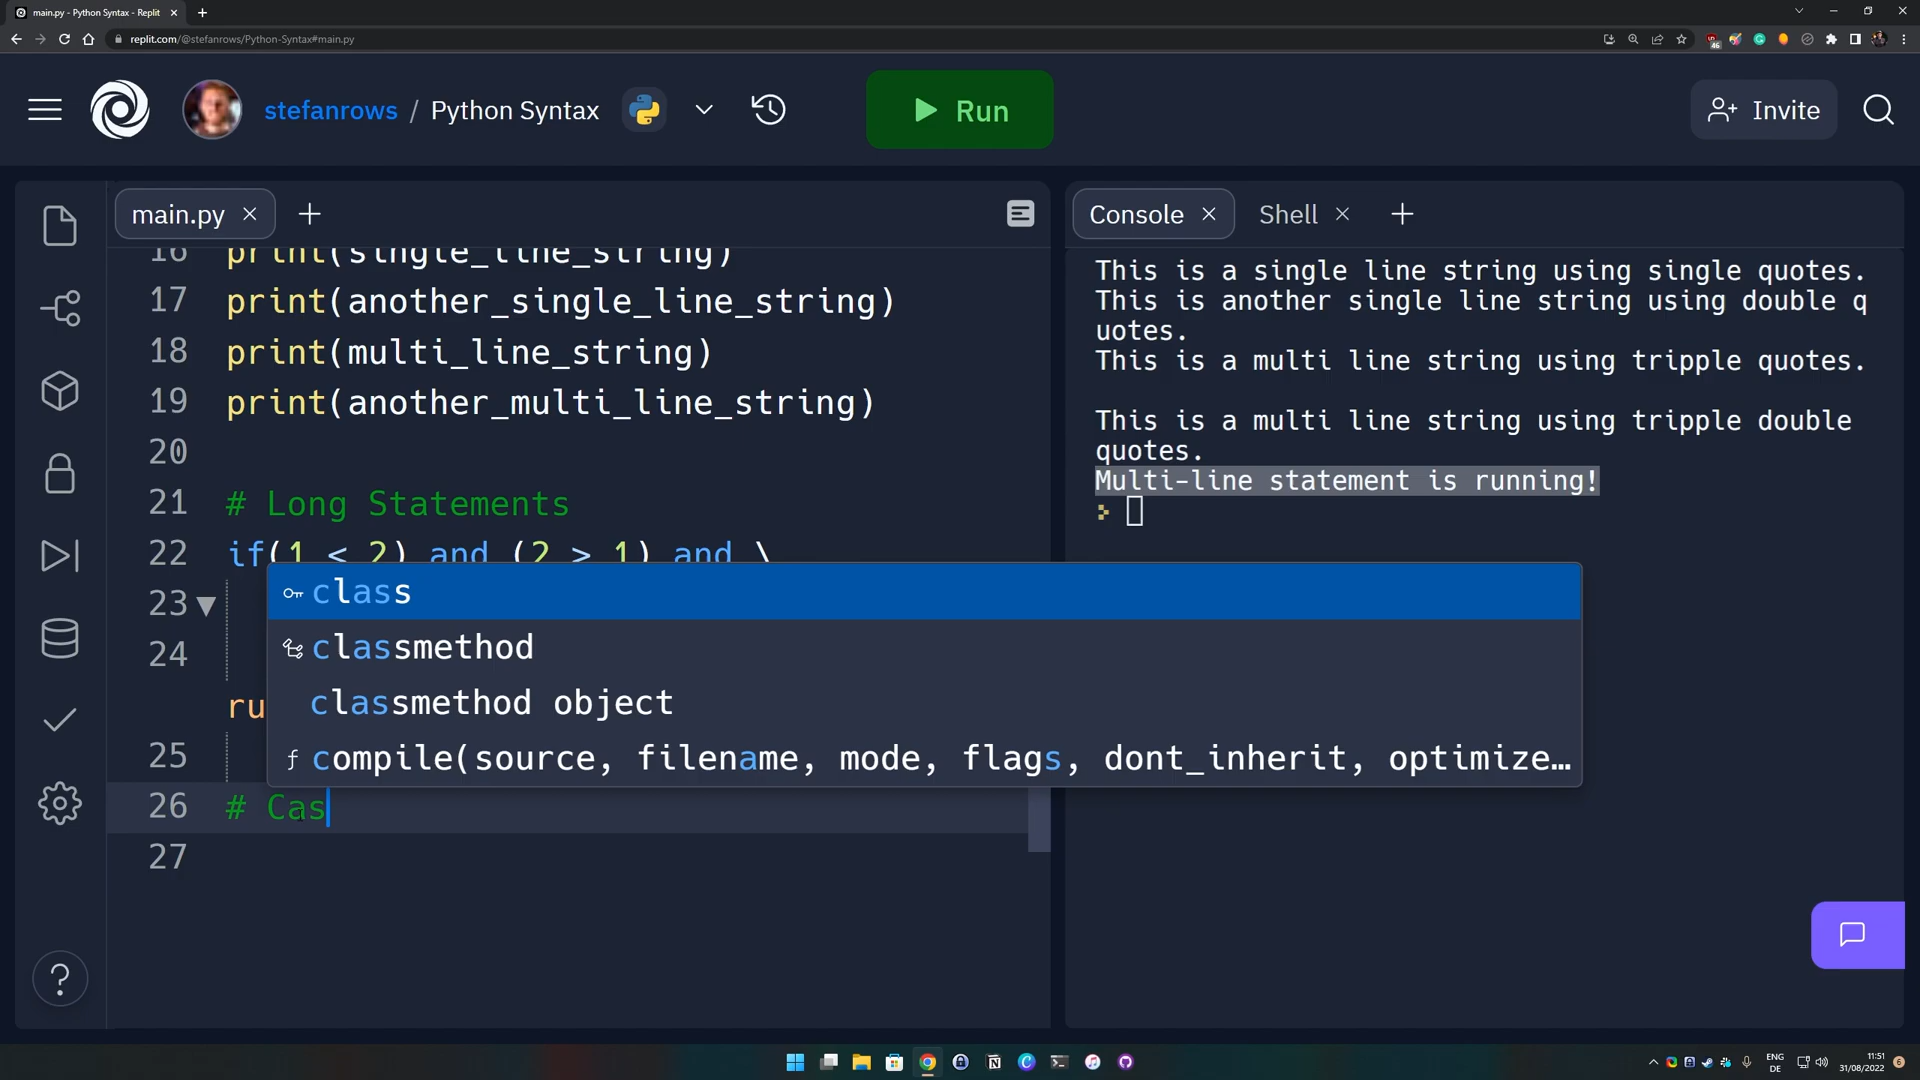 main.py - Python Syntax - Replit
replit.com/@stefanrows/Python-Syntax#main.py
46
stefanrows / Python Syntax
Run
Invite
main.py
16 print(single_line_string)
17 print(another_single_line_string)
18 print(multi_line_string)
19 print(another_multi_line_string)
20
21 # Long Statements
22 if(1 < 2) and (2 > 1) and \
23
24
ru
25
26 # Cas
27
class
classmethod
classmethod object
compile(source, filename, mode, flags, dont_inherit, optimize…
Console
Shell
This is a single line string using single quotes.
This is another single line string using double q
uotes.
This is a multi line string using tripple quotes.
This is a multi line string using tripple double
quotes.
Multi-line statement is running!
ENG
DE
11:51
31/08/2022
6